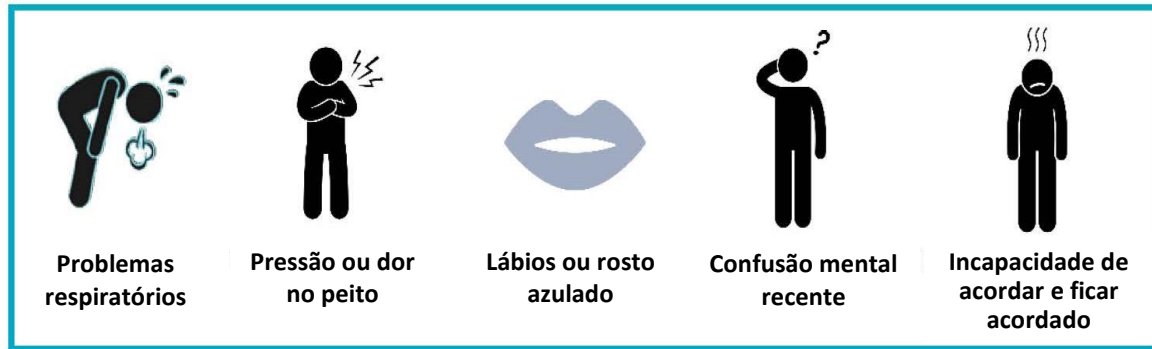 ?
Problemas
respiratórios
Pressão ou dor
no peito
Lábios ou rosto
azulado
Confusão mental
recente
Incapacidade de
acordar e ficar
acordado